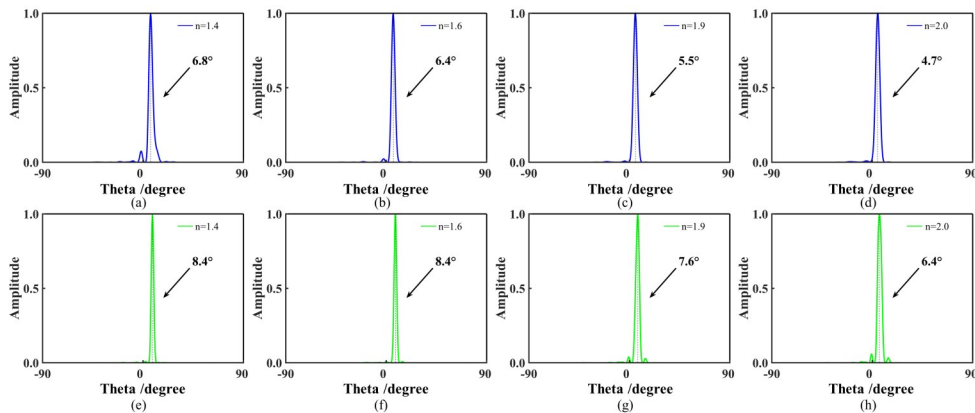 1.0
n=1.4
6.8°
0.5
0.0
-90
0
90
Amplitude
Theta /degree
(a)
1.0
n=1.6
6.4°
0.5
0.0
-90
0
90
Amplitude
Theta /degree
(b)
1.0
n=1.9
5.5°
0.5
0.0
-90
0
90
Amplitude
Theta /degree
(c)
1.0
n=2.0
4.7°
0.5
0.0
-90
0
90
Amplitude
Theta /degree
(d)
1.0
n=1.4
8.4°
0.5
0.0
-90
0
90
Amplitude
Theta /degree
(e)
1.0
n=1.6
8.4°
0.5
0.0
-90
0
90
Amplitude
Theta /degree
(f)
1.0
n=1.9
7.6°
0.5
0.0
-90
0
90
Amplitude
Theta /degree
(g)
1.0
n=2.0
6.4°
0.5
0.0
-90
0
90
Amplitude
Theta /degree
(h)